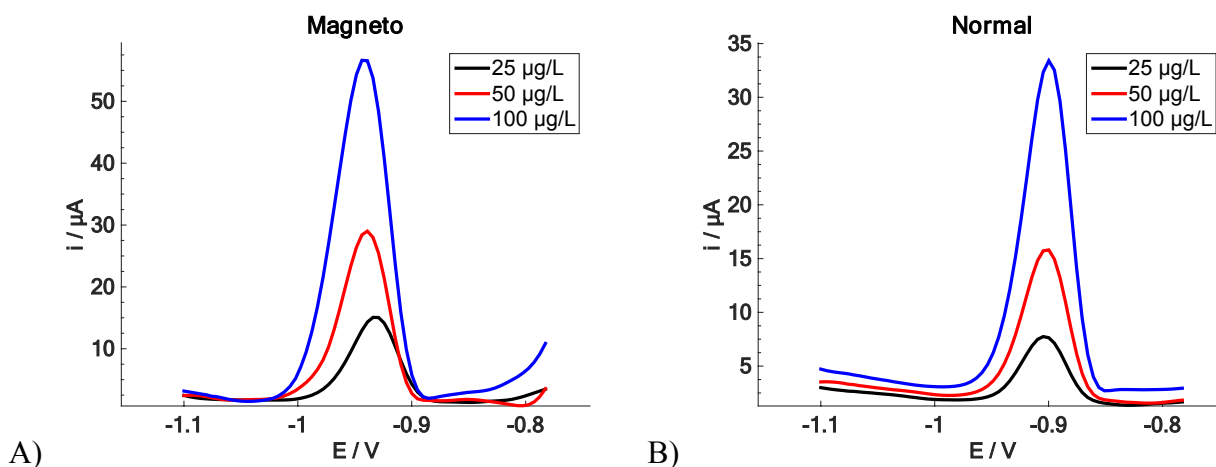 Magneto
25 µg/L
50 µg/L
100 µg/L
50
40
30
20
10
i / µA
-1.1
-1
-0.9
-0.8
E / V
A)
Normal
25 µg/L
50 µg/L
100 µg/L
35
30
25
20
15
10
5
i / µA
-1.1
-1
-0.9
-0.8
E / V
B)